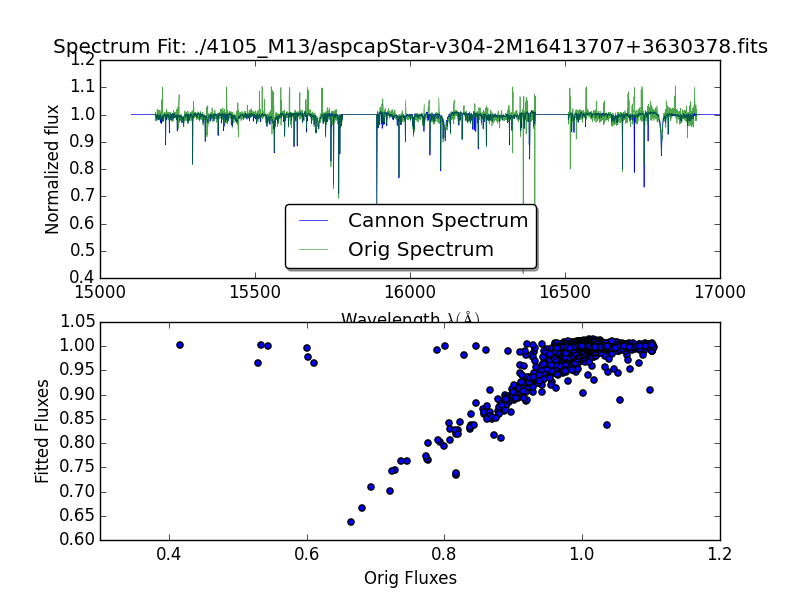 Spectrum Fit: ./4105_M13/aspcapStar-v304-2M16413707+3630378.fits
1.2
1.1
1.0
0.9
0.8
0.7
0.6
0.5
0.4
Normalized flux
Cannon Spectrum
Orig Spectrum
15000 15500 16000 16500 17000
Wavelength λ(Å)
1.05
1.00
0.95
0.90
0.85
0.80
0.75
0.70
0.65
0.60
Fitted Fluxes
0.4 0.6 0.8 1.0 1.2
Orig Fluxes